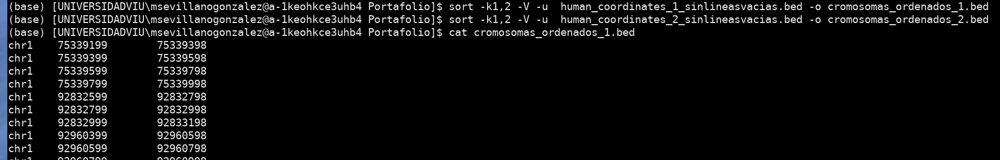 (base) [UNIVERSIDADVIU\msevillanogonzalez@a-1keohkce3uhb4 Portafolio]$ sort -k1,2 -V -u  human_coordinates_1_sinlineasvacias.bed -o cromosomas_ordenados_1.bed
(base) [UNIVERSIDADVIU\msevillanogonzalez@a-1keohkce3uhb4 Portafolio]$ sort -k1,2 -V -u  human_coordinates_2_sinlineasvacias.bed -o cromosomas_ordenados_2.bed
(base) [UNIVERSIDADVIU\msevillanogonzalez@a-1keohkce3uhb4 Portafolio]$ cat cromosomas_ordenados_1.bed
chr1    75339199        75339398
chr1    75339399        75339598
chr1    75339599        75339798
chr1    75339799        75339998
chr1    92832599        92832798
chr1    92832799        92832998
chr1    92832999        92833198
chr1    92960399        92960598
chr1    92960599        92960798